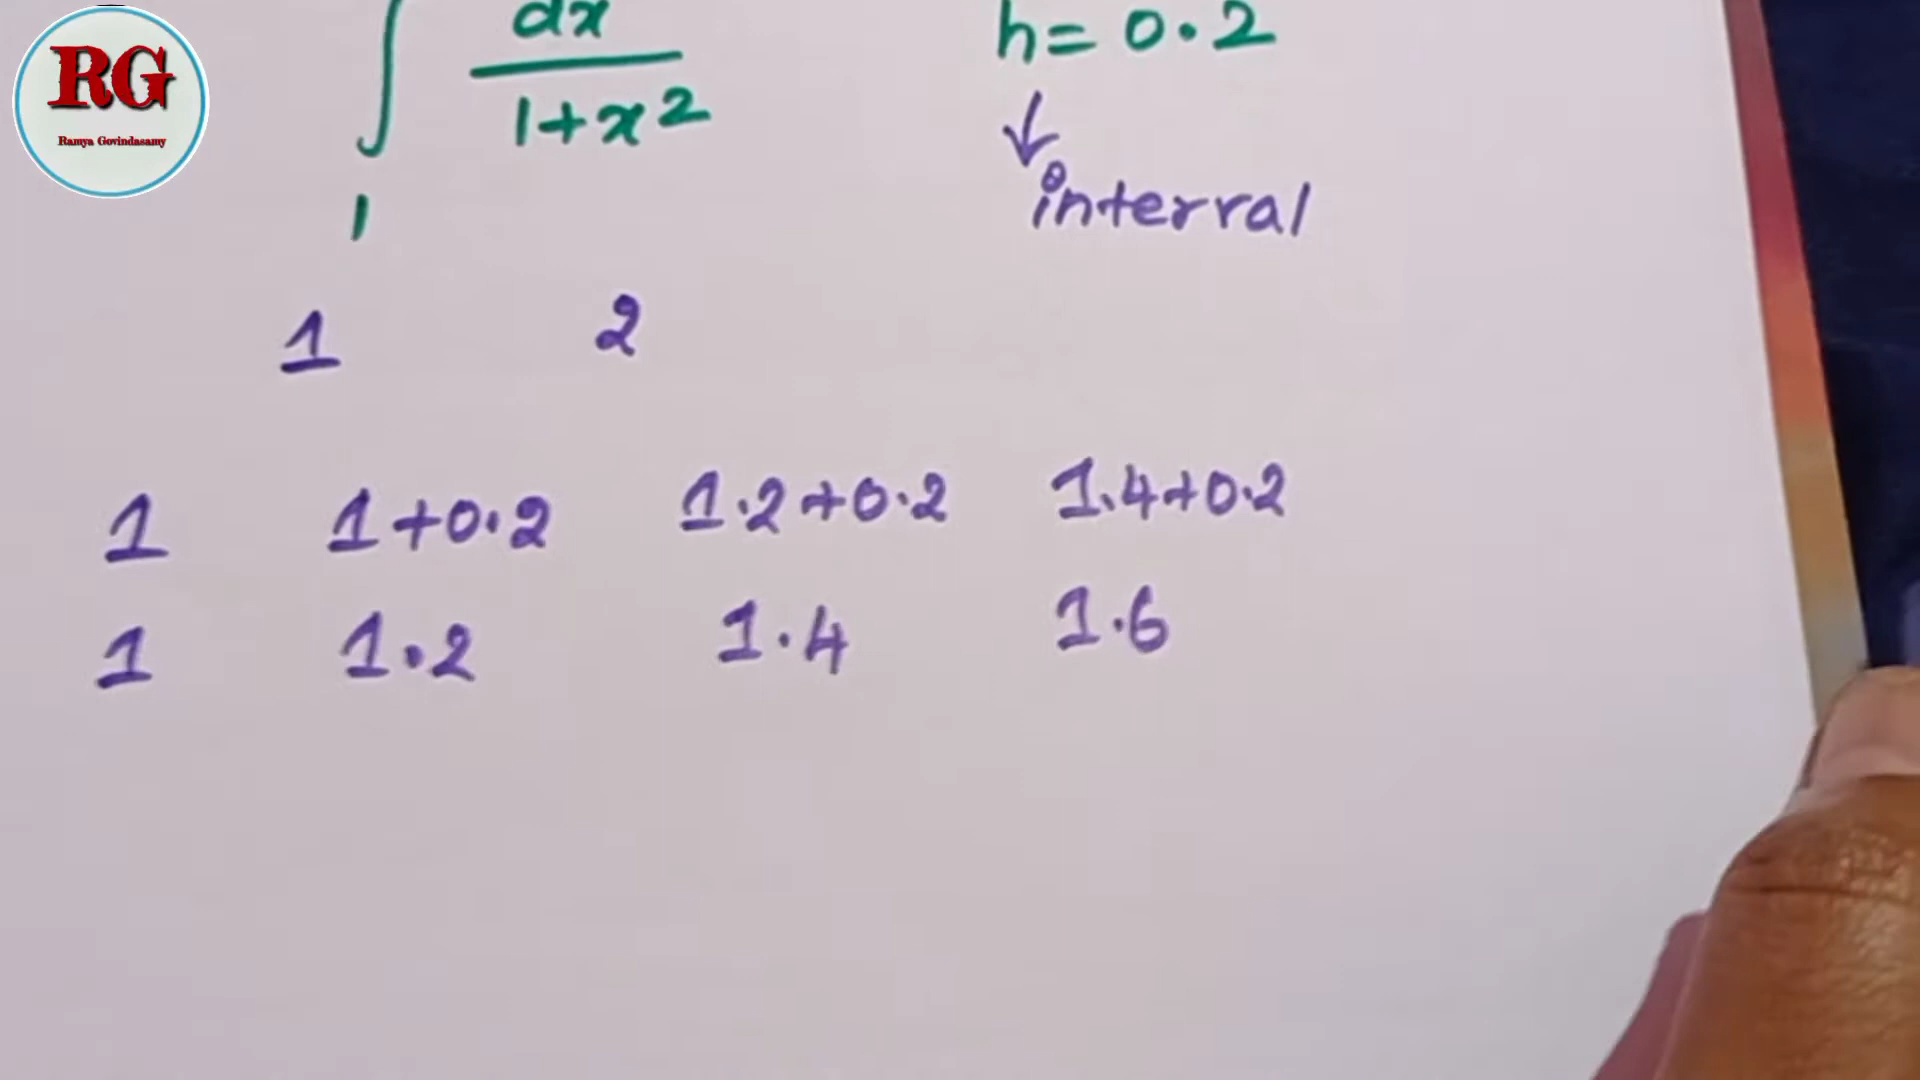 RG
Ramya Govindasamy
∫ dx h = 0.2
1+x²
interral
1
1 2
1 1+0.2 1.2+0.2 1.4+0.2
1 1.2 1.4 1.6